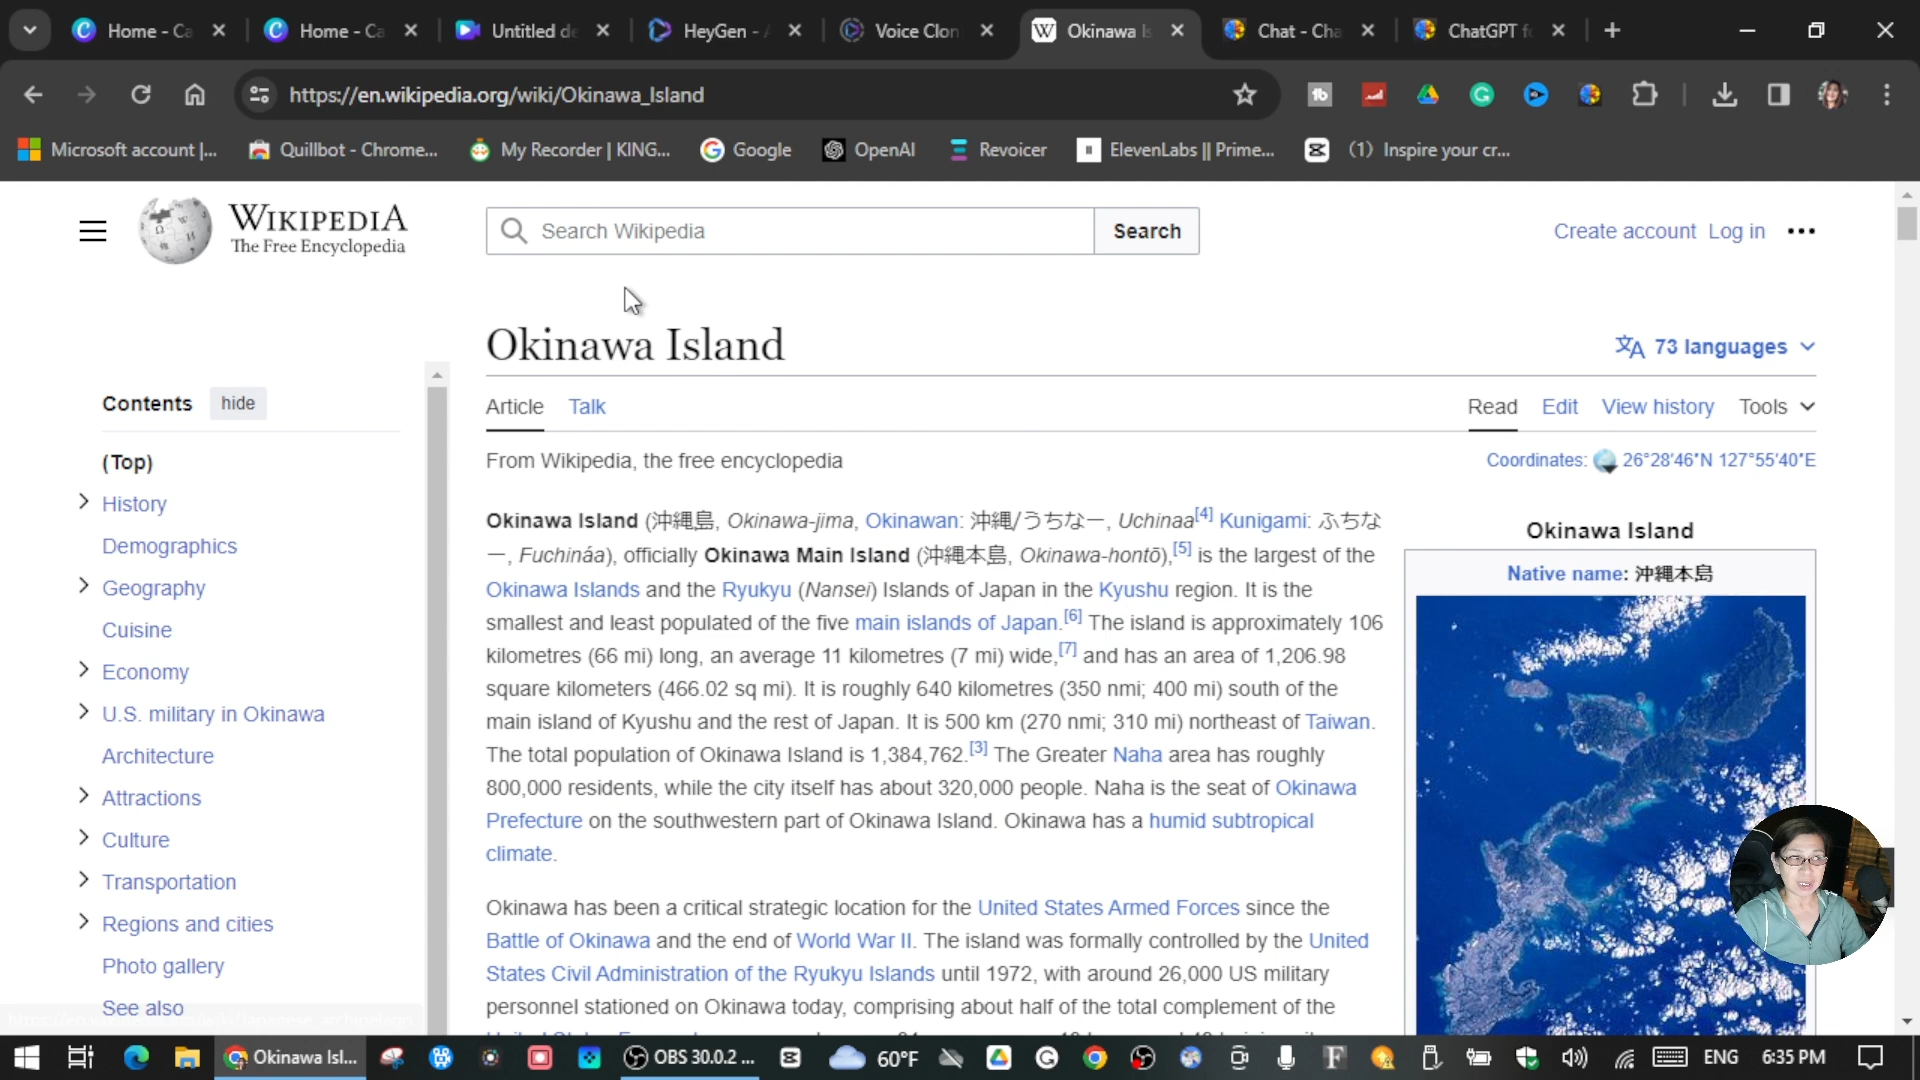 Home - Ca
Home - Ca
Untitled de
HeyGen - A
Voice Clon
Okinawa Is
Chat - Cha
ChatGPT fo
https://en.wikipedia.org/wiki/Okinawa_Island
Microsoft account |...
Quillbot - Chrome...
My Recorder | KING...
Google
OpenAI
Revoicer
ElevenLabs || Prime...
(1) Inspire your cr...
WIKIPEDIA
The Free Encyclopedia
Search Wikipedia
Search
Create account
Log in
Okinawa Island
73 languages
Contents
hide
Article
Talk
Read
Edit
View history
Tools
(Top)
History
Demographics
Geography
Cuisine
Economy
U.S. military in Okinawa
Architecture
Attractions
Culture
Transportation
Regions and cities
Photo gallery
See also
From Wikipedia, the free encyclopedia
Coordinates: 26°28′46″N 127°55′40″E
Okinawa Island (沖縄島, Okinawa-jima, Okinawan: 沖縄/うちなー, Uchinaa[4] Kunigami: ふちな
ー, Fuchináa), officially Okinawa Main Island (沖縄本島, Okinawa-hontō),[5] is the largest of the
Okinawa Islands and the Ryukyu (Nansei) Islands of Japan in the Kyushu region. It is the
smallest and least populated of the five main islands of Japan.[6] The island is approximately 106
kilometres (66 mi) long, an average 11 kilometres (7 mi) wide,[7] and has an area of 1,206.98
square kilometers (466.02 sq mi). It is roughly 640 kilometres (350 nmi; 400 mi) south of the
main island of Kyushu and the rest of Japan. It is 500 km (270 nmi; 310 mi) northeast of Taiwan.
The total population of Okinawa Island is 1,384,762.[3] The Greater Naha area has roughly
800,000 residents, while the city itself has about 320,000 people. Naha is the seat of Okinawa
Prefecture on the southwestern part of Okinawa Island. Okinawa has a humid subtropical
climate.
Okinawa has been a critical strategic location for the United States Armed Forces since the
Battle of Okinawa and the end of World War II. The island was formally controlled by the United
States Civil Administration of the Ryukyu Islands until 1972, with around 26,000 US military
personnel stationed on Okinawa today, comprising about half of the total complement of the
Okinawa Island
Native name: 沖縄本島
Okinawa Isl...
OBS 30.0.2 ...
60°F
ENG
6:35 PM